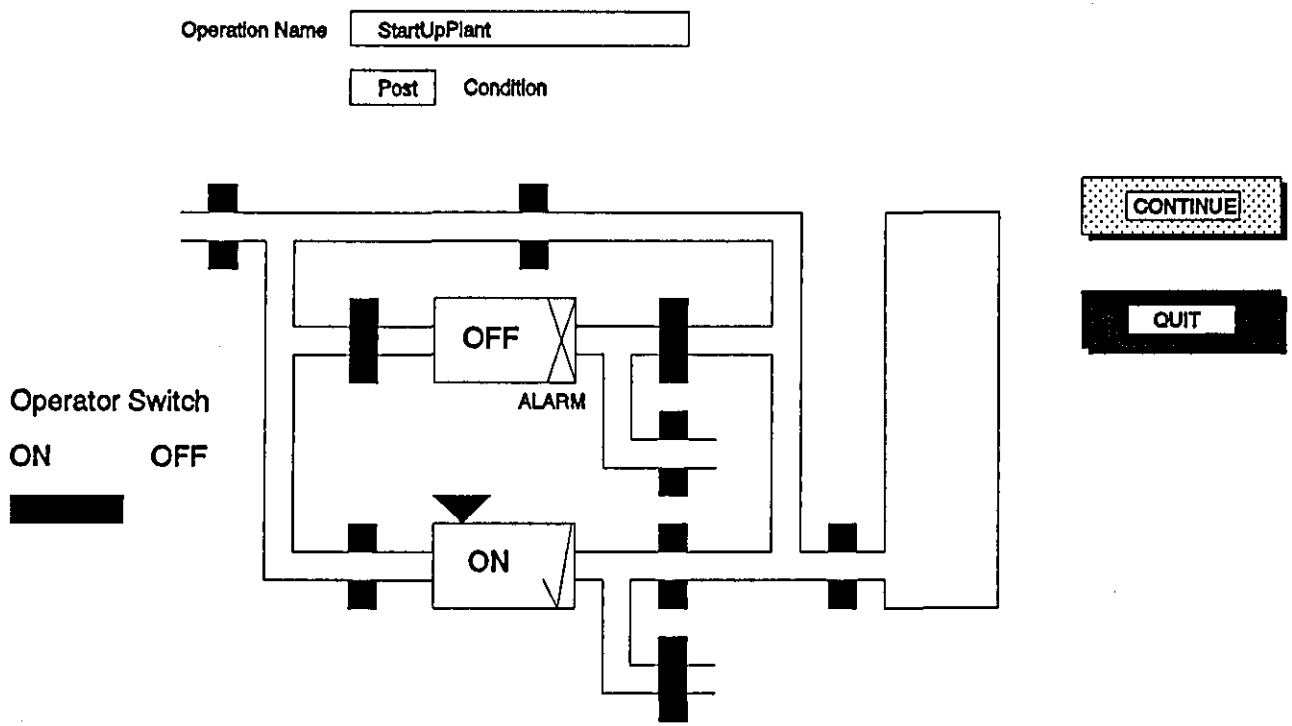 Operation Name StartUpPlant
Post Condition
CONTINUE
QUIT
OFF
ALARM
Operator Switch
ON OFF
ON